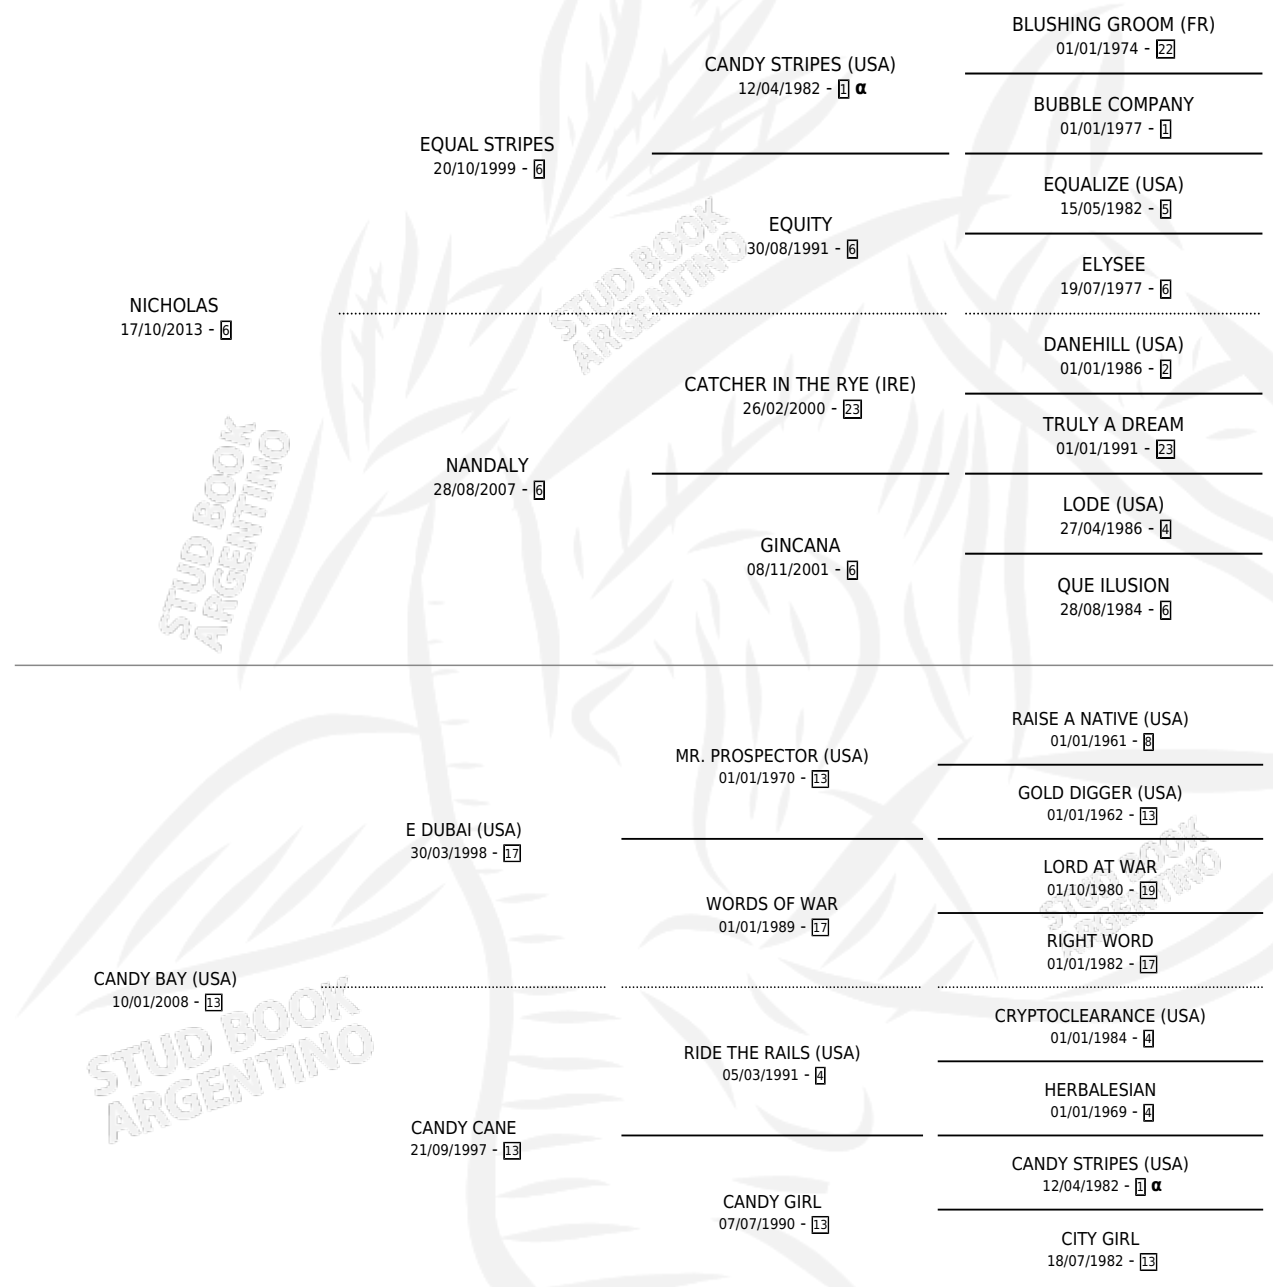 BLUSHING GROOM (FR)
01/01/1974 - 22
CANDY STRIPES (USA)
12/04/1982 - 1 α
BUBBLE COMPANY
01/01/1977 - 1
EQUAL STRIPES
20/10/1999 - 6
EQUALIZE (USA)
15/05/1982 - 5
EQUITY
30/08/1991 - 6
ELYSEE
19/07/1977 - 6
NICHOLAS
17/10/2013 - 6
DANEHILL (USA)
01/01/1986 - 2
CATCHER IN THE RYE (IRE)
26/02/2000 - 23
TRULY A DREAM
01/01/1991 - 23
NANDALY
28/08/2007 - 6
LODE (USA)
27/04/1986 - 4
GINCANA
08/11/2001 - 6
QUE ILUSION
28/08/1984 - 6
RAISE A NATIVE (USA)
01/01/1961 - 8
MR. PROSPECTOR (USA)
01/01/1970 - 13
GOLD DIGGER (USA)
01/01/1962 - 13
E DUBAI (USA)
30/03/1998 - 17
LORD AT WAR
01/10/1980 - 19
WORDS OF WAR
01/01/1989 - 17
RIGHT WORD
01/01/1982 - 17
CANDY BAY (USA)
10/01/2008 - 13
CRYPTOCLEARANCE (USA)
01/01/1984 - 4
RIDE THE RAILS (USA)
05/03/1991 - 4
HERBALESIAN
01/01/1969 - 4
CANDY CANE
21/09/1997 - 13
CANDY STRIPES (USA)
12/04/1982 - 1 α
CANDY GIRL
07/07/1990 - 13
CITY GIRL
18/07/1982 - 13
STUD BOOK
ARGENTINO
STUD BOOK
ARGENTINO
STUD BOOK
ARGENTINO
STUD BOOK
ARGENTINO